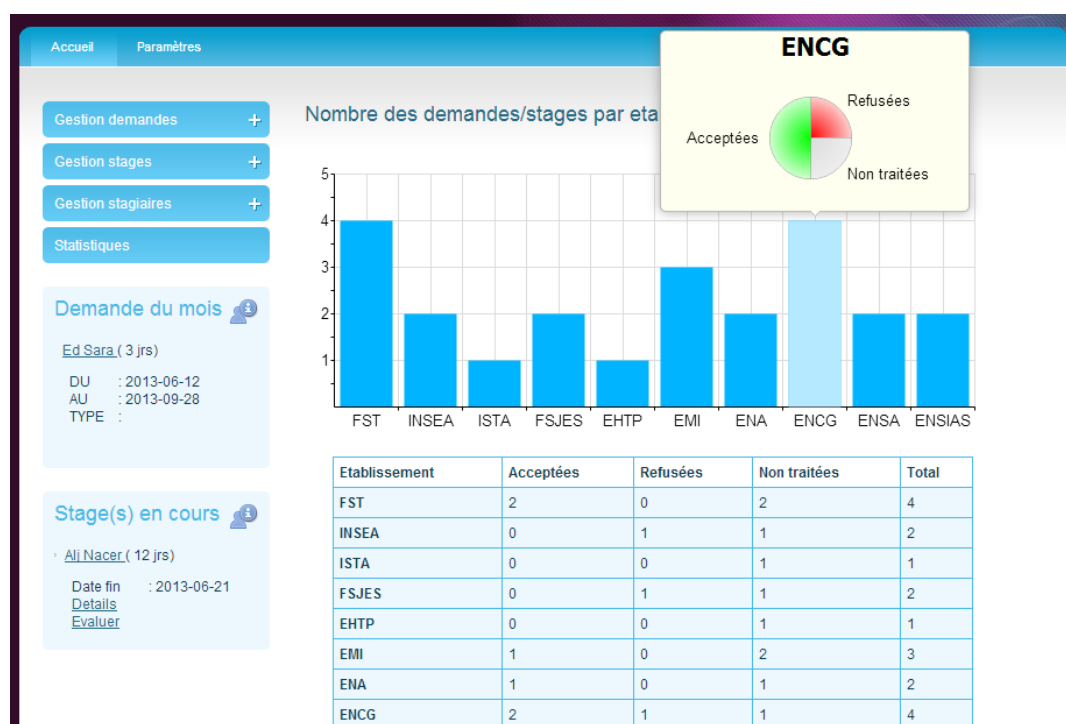 Accueil Paramètres
ENCG
Refusées
Acceptées
Non traitées
Gestion demandes +
Gestion stages +
Gestion stagiaires +
Statistiques
Demande du mois
Ed Sara ( 3 jrs)
DU : 2013-06-12
AU : 2013-09-28
TYPE :
Stage(s) en cours
Alj Nacer ( 12 jrs)
Date fin : 2013-06-21
Details
Evaluer
Nombre des demandes/stages par eta
5
4
3
2
1
FST INSEA ISTA FSJES EHTP EMI ENA ENCG ENSA ENSIAS
Etablissement Acceptées Refusées Non traitées Total
FST 2 0 2 4
INSEA 0 1 1 2
ISTA 0 0 1 1
FSJES 0 1 1 2
EHTP 0 0 1 1
EMI 1 0 2 3
ENA 1 0 1 2
ENCG 2 1 1 4